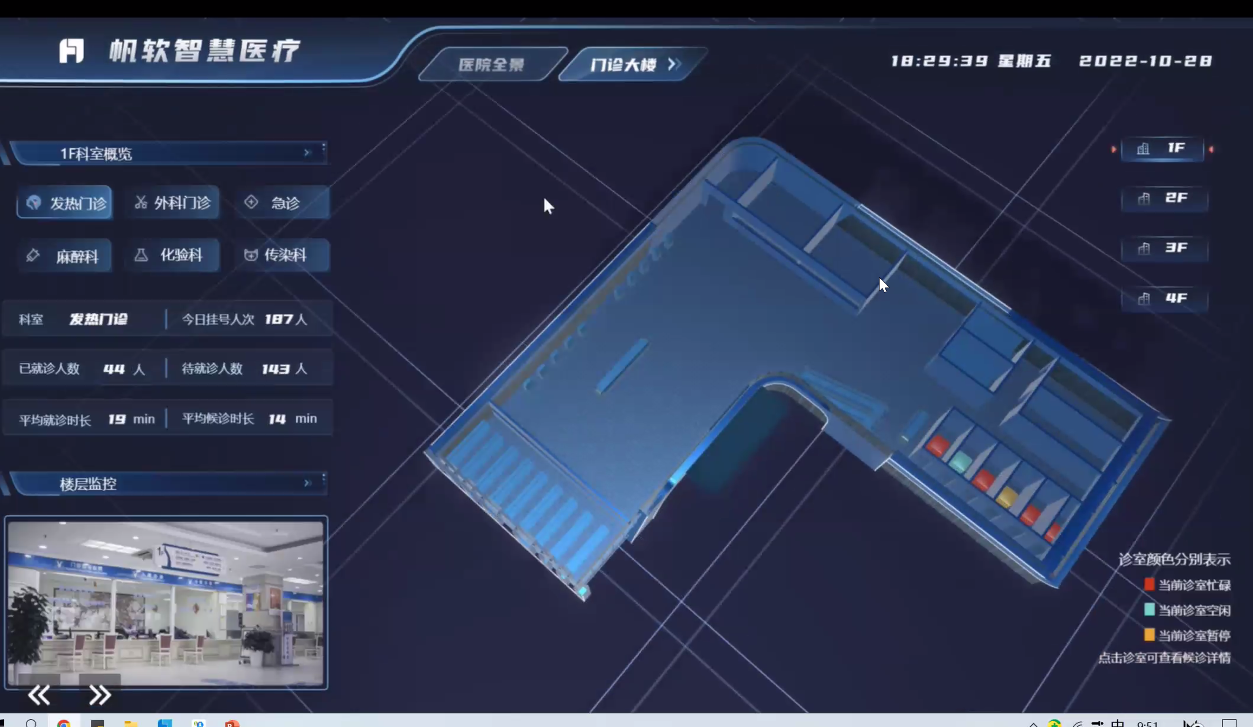 帆软智慧医疗
医院全景 门诊大楼
18:29:39 星期五 2022-10-28
1F科室概览
发热门诊 外科门诊 急诊
麻醉科 化验科 传染科
科室 发热门诊 今日挂号人次 187人
已就诊人数 44 人 待就诊人数 143 人
平均就诊时长 19 min 平均候诊时长 14 min
楼层监控
1F
2F
3F
4F
诊室颜色分别表示
当前诊室忙碌
当前诊室空闲
当前诊室暂停
点击诊室可查看候诊详情
中 9:51